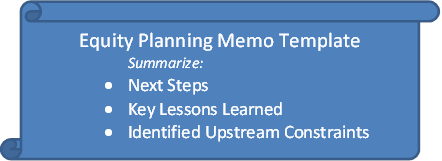 Equity Planning Memo Template
Summarize:
• Next Steps
• Key Lessons Learned
• Identified Upstream Constraints